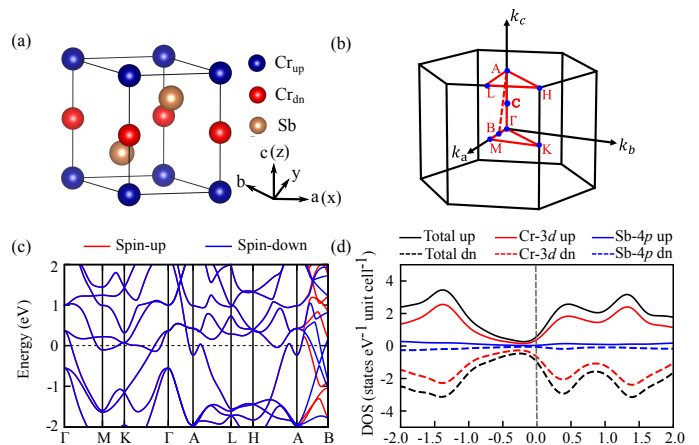 (a)
Cr_up
Cr_dn
Sb
c(z)
b
y
a(x)
(b)
k_c
A
L
H
C
Γ
B
M
K
k_a
k_b
(c)
Spin-up
Spin-down
Energy (eV)
2
1
0
-1
-2
Γ
M
K
Γ
A
L
H
A
B
(d)
Total up
Cr-3d up
Sb-4p up
Total dn
Cr-3d dn
Sb-4p dn
DOS (states eV⁻¹ unit cell⁻¹)
4
2
0
-2
-4
-2.0
-1.5
-1.0
-0.5
0.0
0.5
1.0
1.5
2.0